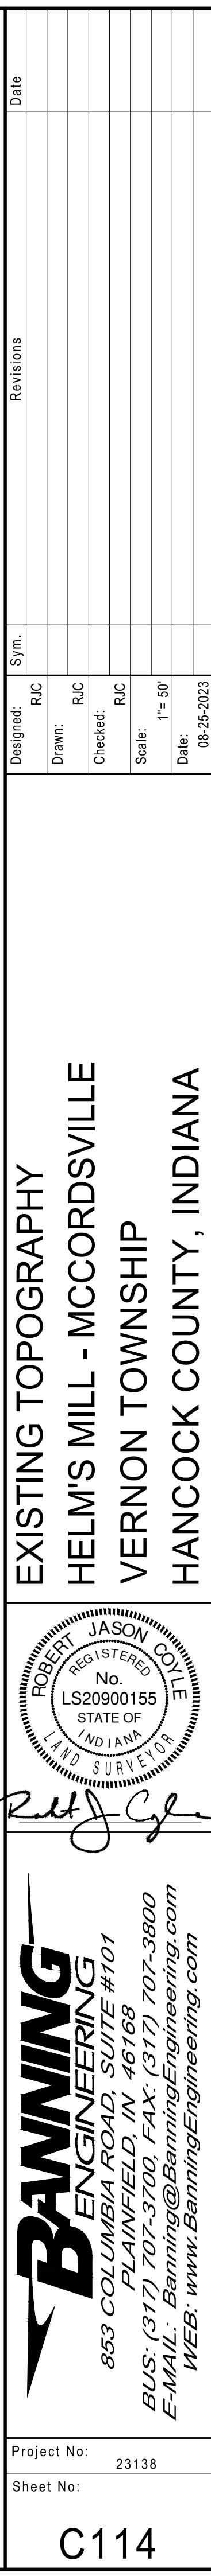 Date
Revisions
Sym.
Designed:
RJC
Drawn:
RJC
Checked:
RJC
Scale:
1"= 50'
Date:
08-25-2023
EXISTING TOPOGRAPHY
HELM'S MILL - MCCORDSVILLE
VERNON TOWNSHIP
HANCOCK COUNTY, INDIANA
ROBERT JASON COYLE
REGISTERED
No.
LS20900155
STATE OF
INDIANA
LAND SURVEYOR
BANNING
ENGINEERING
853 COLUMBIA ROAD, SUITE #101
PLAINFIELD, IN 46168
BUS: (317) 707-3700, FAX: (317) 707-3800
E-MAIL: Banning@BanningEngineering.com
WEB: www.BanningEngineering.com
Project No:
23138
Sheet No:
C114